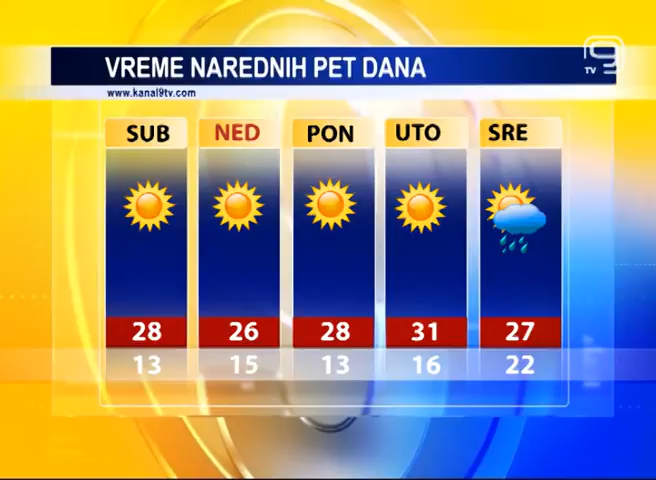 VREME NAREDNIH PET DANA
9
TV
www.kanal9tv.com
SUB NED PON UTO SRE
28 26 28 31 27
13 15 13 16 22